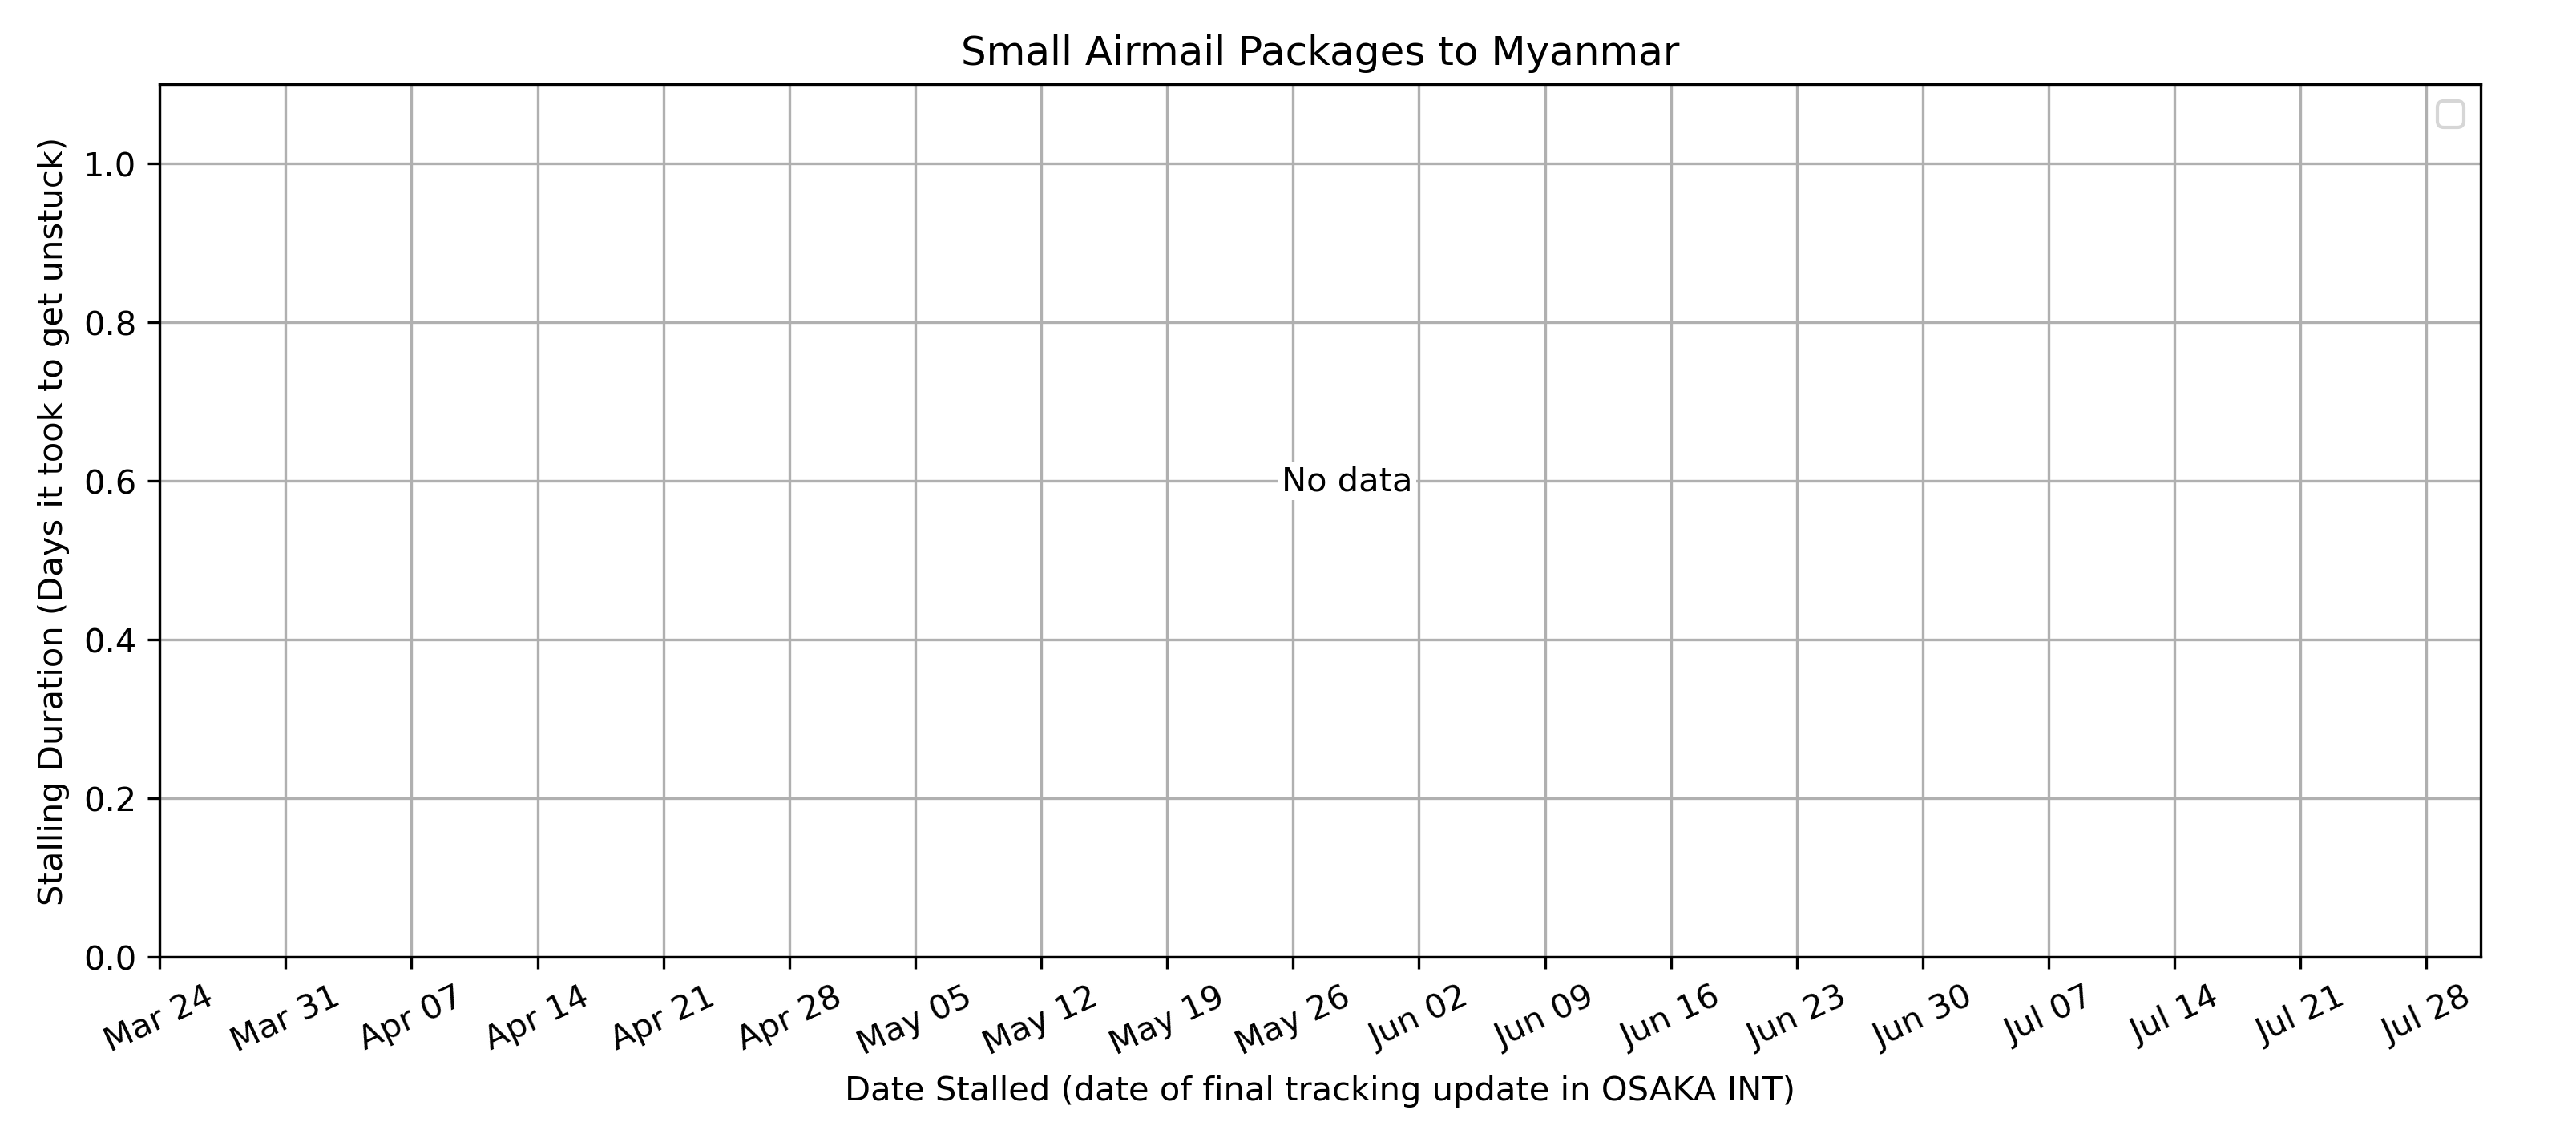 Small Airmail Packages to Myanmar
Stalling Duration (Days it took to get unstuck)
1.0
0.8
0.6
0.4
0.2
0.0
No data
Mar 24
Mar 31
Apr 07
Apr 14
Apr 21
Apr 28
May 05
May 12
May 19
May 26
Jun 02
Jun 09
Jun 16
Jun 23
Jun 30
Jul 07
Jul 14
Jul 21
Jul 28
Date Stalled (date of final tracking update in OSAKA INT)